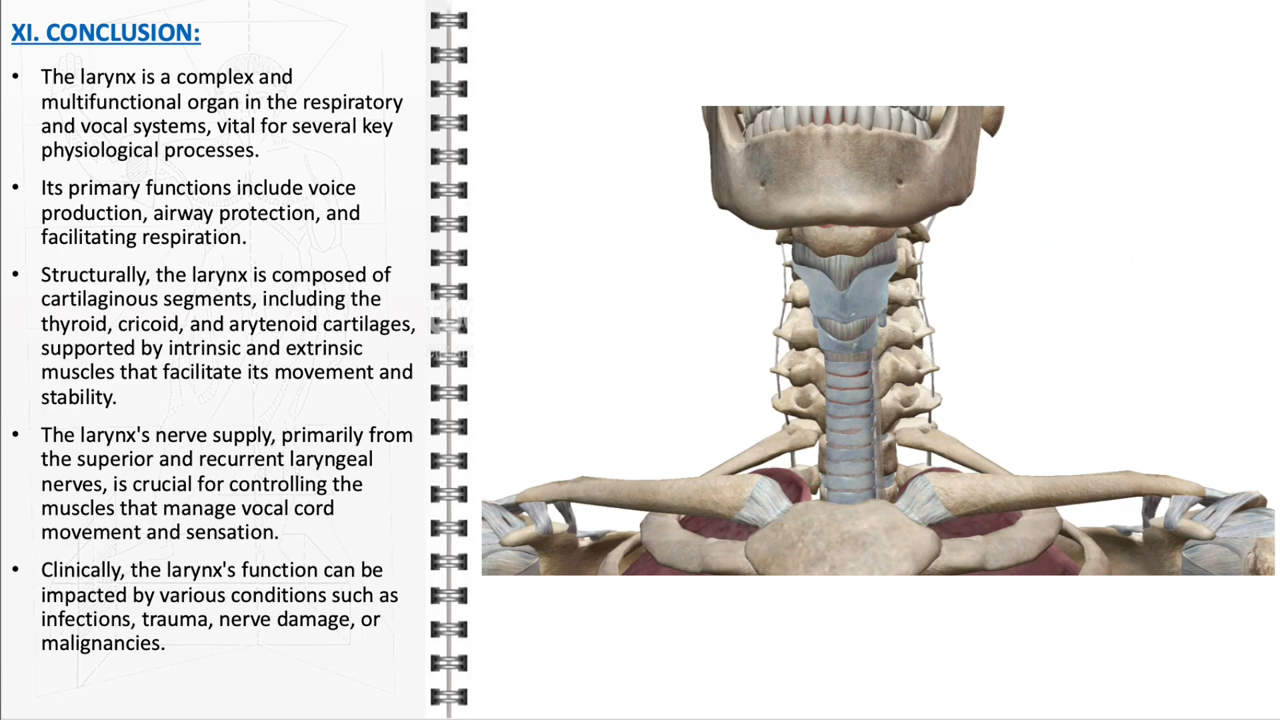 XI. CONCLUSION:
• The larynx is a complex and
multifunctional organ in the respiratory
and vocal systems, vital for several key
physiological processes.
• Its primary functions include voice
production, airway protection, and
facilitating respiration.
• Structurally, the larynx is composed of
cartilaginous segments, including the
thyroid, cricoid, and arytenoid cartilages,
supported by intrinsic and extrinsic
muscles that facilitate its movement and
stability.
• The larynx's nerve supply, primarily from
the superior and recurrent laryngeal
nerves, is crucial for controlling the
muscles that manage vocal cord
movement and sensation.
• Clinically, the larynx's function can be
impacted by various conditions such as
infections, trauma, nerve damage, or
malignancies.